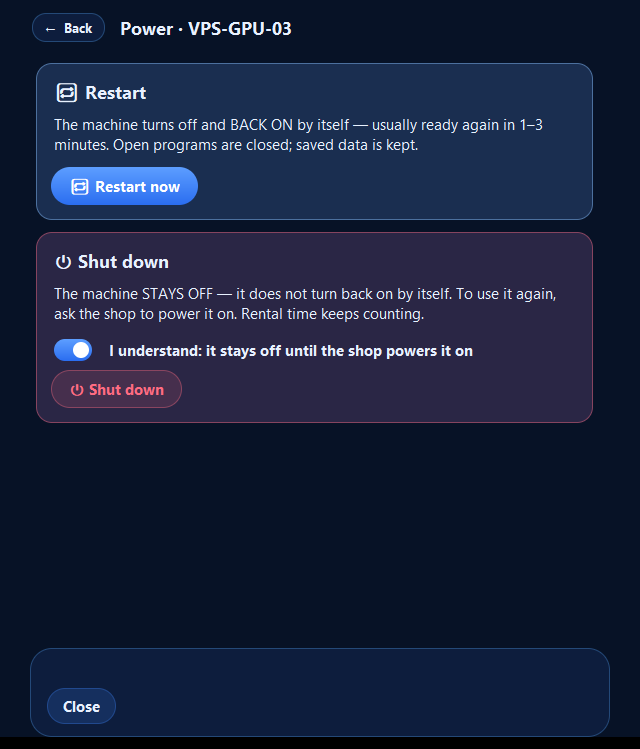 ← Back
Power · VPS-GPU-03
Restart
The machine turns off and BACK ON by itself — usually ready again in 1–3
minutes. Open programs are closed; saved data is kept.
Restart now
Shut down
The machine STAYS OFF — it does not turn back on by itself. To use it again,
ask the shop to power it on. Rental time keeps counting.
I understand: it stays off until the shop powers it on
Shut down
Close